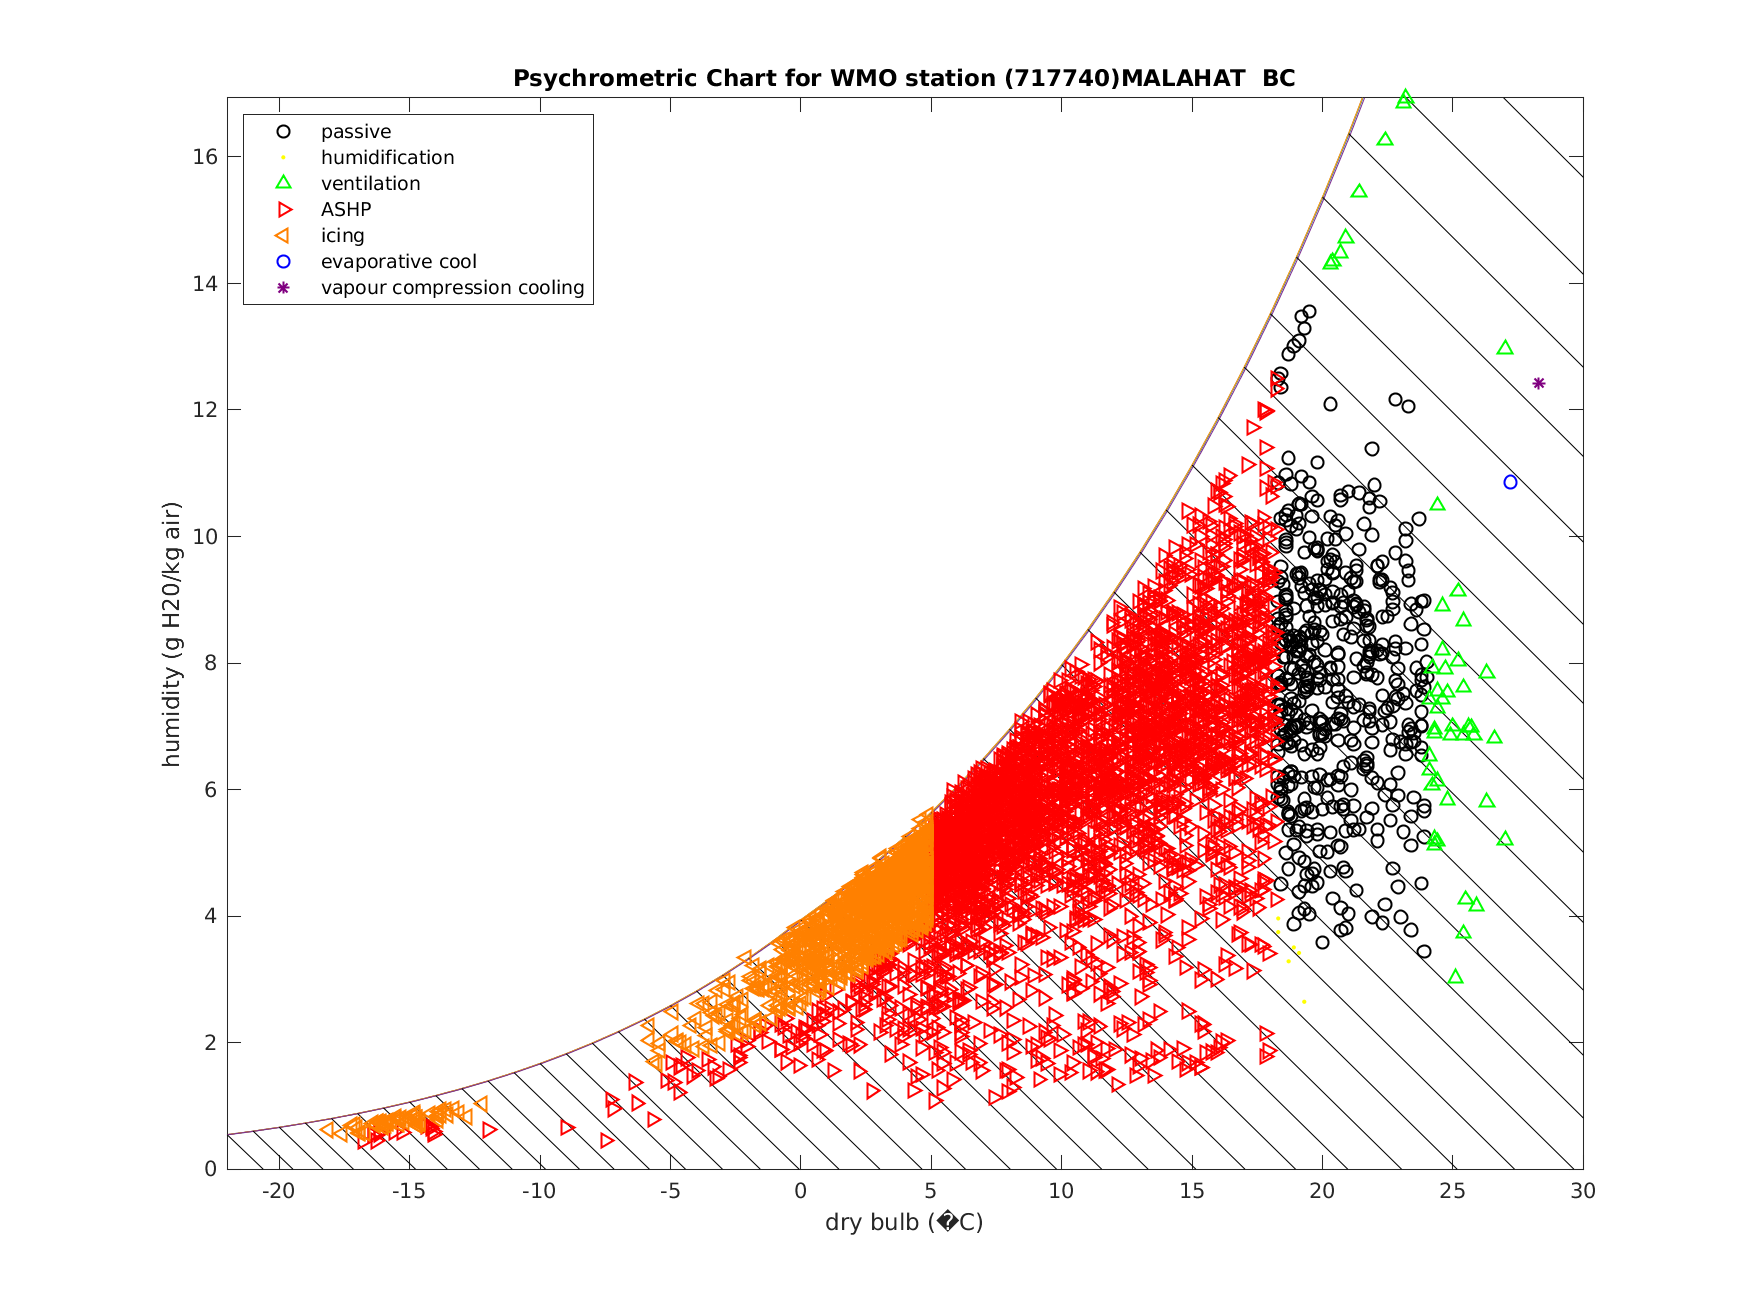 Psychrometric Chart for WMO station (717740)MALAHAT  BC
passive
humidification
ventilation
ASHP
icing
evaporative cool
vapour compression cooling
humidity (g H20/kg air)
16
14
12
10
8
6
4
2
0
-20 -15 -10 -5 0 5 10 15 20 25 30
dry bulb (�C)